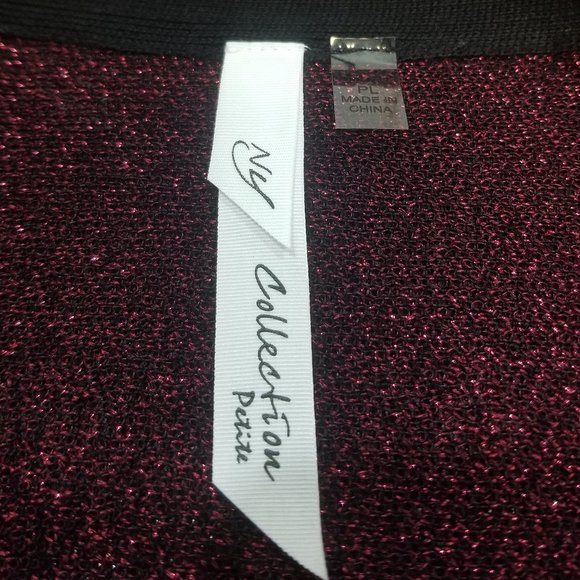 NY
Collection
Petite
PL
MADE IN
CHINA